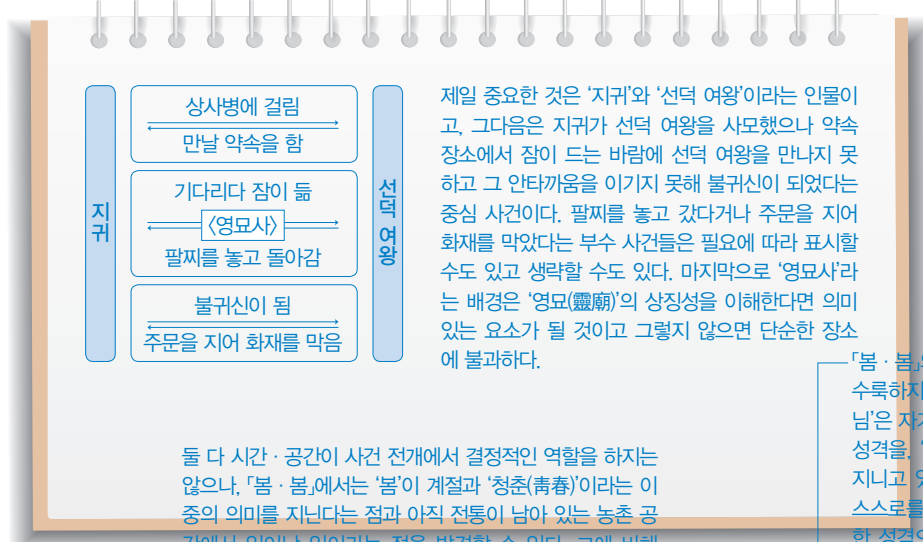 지귀
상사병에 걸림
만날 약속을 함
기다리다 잠이 듦
〈영묘사〉
팔찌를 놓고 돌아감
불귀신이 됨
주문을 지어 화재를 막음
선덕 여왕
제일 중요한 것은 ‘지귀’와 ‘선덕 여왕’이라는 인물이
고, 그다음은 지귀가 선덕 여왕을 사모했으나 약속
장소에서 잠이 드는 바람에 선덕 여왕을 만나지 못
하고 그 안타까움을 이기지 못해 불귀신이 되었다는
중심 사건이다. 팔찌를 놓고 갔다거나 주문을 지어
화재를 막았다는 부수 사건들은 필요에 따라 표시할
수도 있고 생략할 수도 있다. 마지막으로 ‘영묘사’라
는 배경은 ‘영묘(靈廟)’의 상징성을 이해한다면 의미
있는 요소가 될 것이고 그렇지 않으면 단순한 장소
에 불과하다.
둘 다 시간·공간이 사건 전개에서 결정적인 역할을 하지는
않으나, 「봄·봄」에서는 ‘봄’이 계절과 ‘청춘(靑春)’이라는 이
중의 의미를 지닌다는 점과 아직 전통이 남아 있는 농촌 공
「봄·봄」의
수룩하지
님’은 자기
성격을, ‘
지니고 있
스스로를